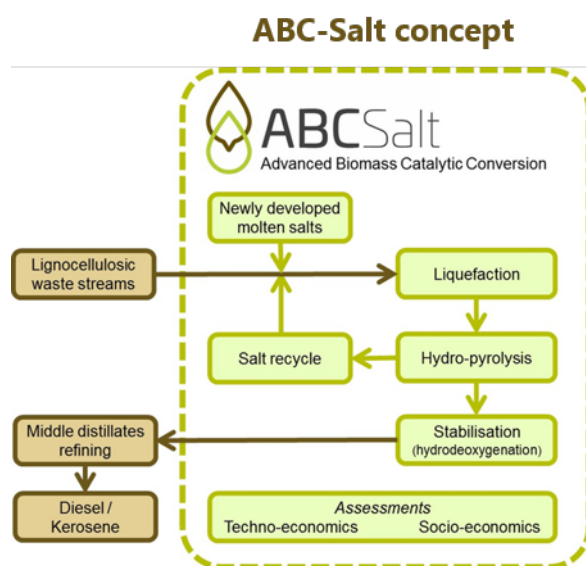 ABC-Salt concept
ABCSalt
Advanced Biomass Catalytic Conversion
Newly developed
molten salts
Lignocellulosic
waste streams
Liquefaction
Salt recycle
Hydro-pyrolysis
Middle distillates
refining
Stabilisation
(hydrodeoxygenation)
Diesel /
Kerosene
Assessments
Techno-economics Socio-economics